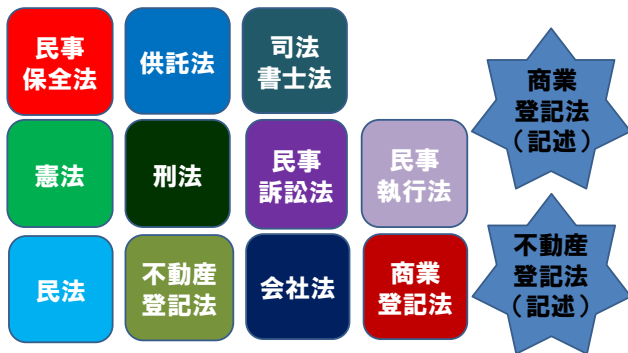 民事
保全法
供託法
司法
書士法
商業
登記法
（記述）
憲法
刑法
民事
訴訟法
民事
執行法
民法
不動産
登記法
会社法
商業
登記法
不動産
登記法
（記述）